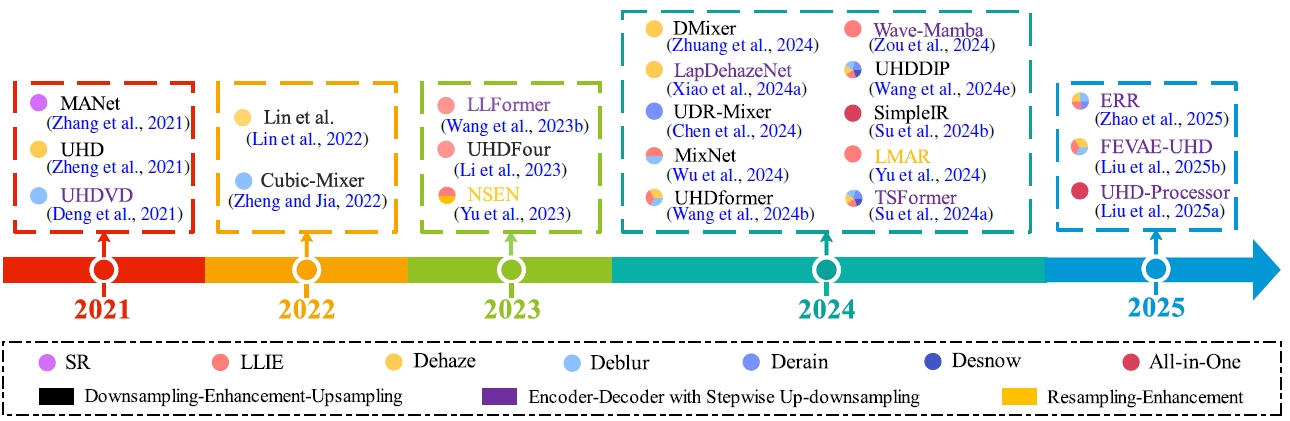 MANet
(Zhang et al., 2021)
UHD
(Zheng et al., 2021)
UHDVD
(Deng et al., 2021)
Lin et al.
(Lin et al., 2022)
Cubic-Mixer
(Zheng and Jia, 2022)
LLFormer
(Wang et al., 2023b)
UHDFour
(Li et al., 2023)
NSEN
(Yu et al., 2023)
DMixer
(Zhuang et al., 2024)
LapDehazeNet
(Xiao et al., 2024a)
UDR-Mixer
(Chen et al., 2024)
MixNet
(Wu et al., 2024)
UHDformer
(Wang et al., 2024b)
Wave-Mamba
(Zou et al., 2024)
UHDDIP
(Wang et al., 2024e)
SimpleIR
(Su et al., 2024b)
LMAR
(Yu et al., 2024)
TSFormer
(Su et al., 2024a)
ERR
(Zhao et al., 2025)
FEVAE-UHD
(Liu et al., 2025b)
UHD-Processor
(Liu et al., 2025a)
2021 2022 2023 2024 2025
SR LLIE Dehaze Deblur Derain Desnow All-in-One
Downsampling-Enhancement-Upsampling Encoder-Decoder with Stepwise Up-downsampling Resampling-Enhancement